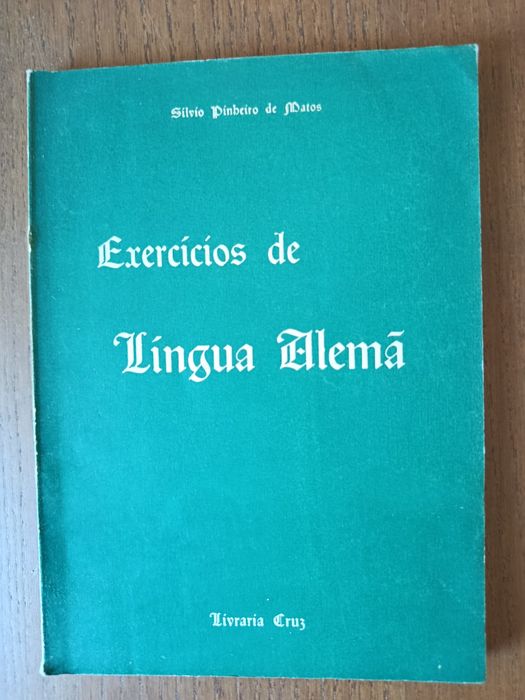 Sílvio Pinheiro de Matos
Exercícios de
Língua Alemã
Livraria Cruz